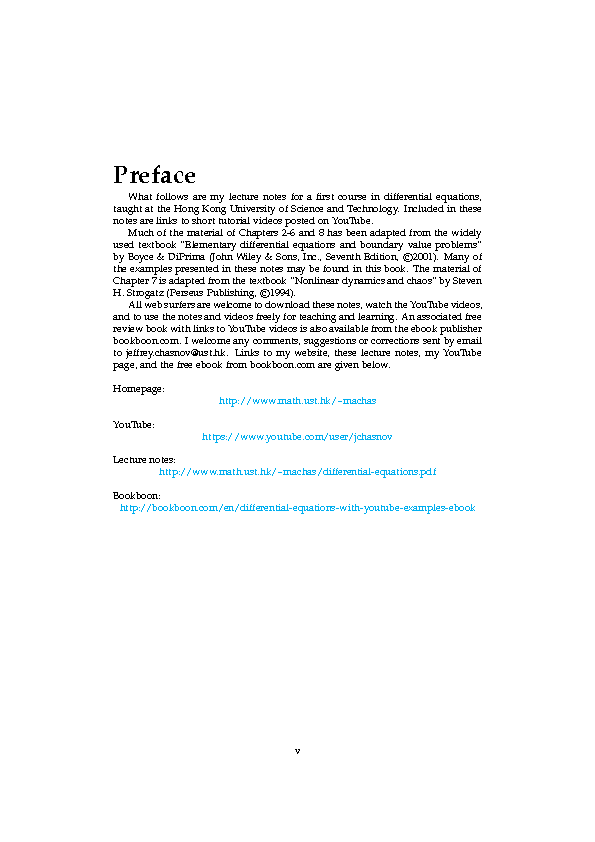 Preface
What follows are my lecture notes for a first course in differential equations,
taught at the Hong Kong University of Science and Technology. Included in these
notes are links to short tutorial videos posted on YouTube.
Much of the material of Chapters 2-6 and 8 has been adapted from the widely
used textbook "Elementary differential equations and boundary value problems"
by Boyce & DiPrima (John Wiley & Sons, Inc., Seventh Edition, ©2001). Many of
the examples presented in these notes may be found in this book. The material of
Chapter 7 is adapted from the textbook "Nonlinear dynamics and chaos" by Steven
H. Strogatz (Perseus Publishing, ©1994).
All web surfers are welcome to download these notes, watch the YouTube videos,
and to use the notes and videos freely for teaching and learning. An associated free
review book with links to YouTube videos is also available from the ebook publisher
bookboon.com. I welcome any comments, suggestions or corrections sent by email
to jeffrey.chasnov@ust.hk. Links to my website, these lecture notes, my YouTube
page, and the free ebook from bookboon.com are given below.
Homepage:
http://www.math.ust.hk/~machas
YouTube:
https://www.youtube.com/user/jchasnov
Lecture notes:
http://www.math.ust.hk/~machas/differential-equations.pdf
Bookboon:
http://bookboon.com/en/differential-equations-with-youtube-examples-ebook
v